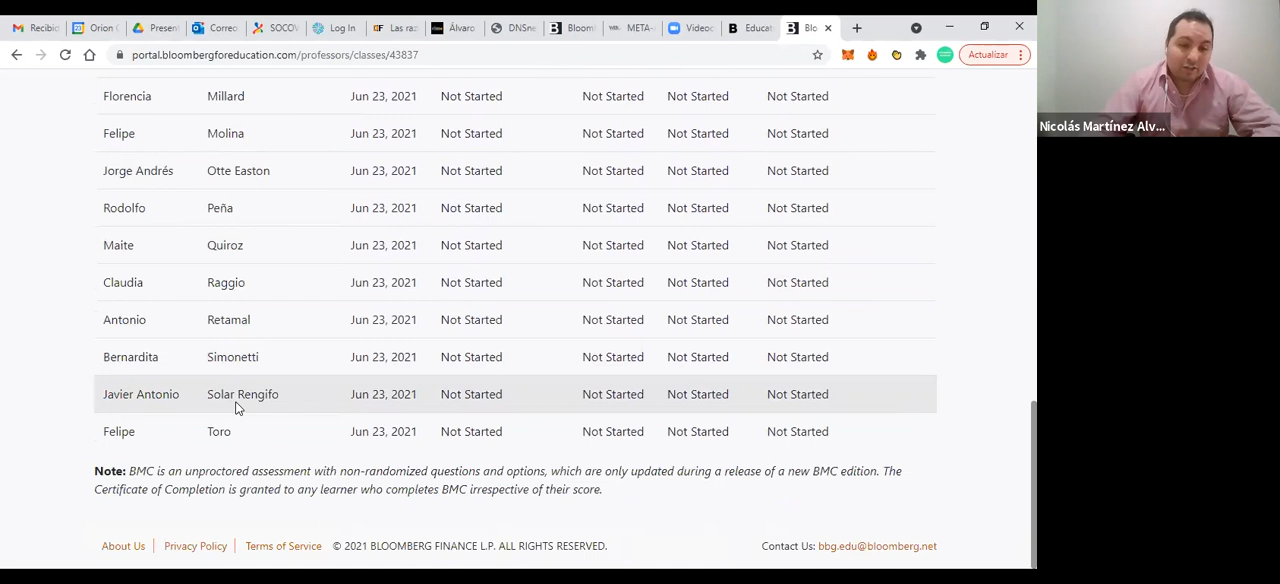 Recibio
Orion (
Present
Correo
SOCOV
Log In
Las raz
Álvaro
DNSne
Bloomb
META-
Videoc
Educat
Blo
portal.bloombergforeducation.com/professors/classes/43837
Actualizar
Florencia Millard Jun 23, 2021 Not Started Not Started Not Started Not Started
Felipe Molina Jun 23, 2021 Not Started Not Started Not Started Not Started
Jorge Andrés Otte Easton Jun 23, 2021 Not Started Not Started Not Started Not Started
Rodolfo Peña Jun 23, 2021 Not Started Not Started Not Started Not Started
Maite Quiroz Jun 23, 2021 Not Started Not Started Not Started Not Started
Claudia Raggio Jun 23, 2021 Not Started Not Started Not Started Not Started
Antonio Retamal Jun 23, 2021 Not Started Not Started Not Started Not Started
Bernardita Simonetti Jun 23, 2021 Not Started Not Started Not Started Not Started
Javier Antonio Solar Rengifo Jun 23, 2021 Not Started Not Started Not Started Not Started
Felipe Toro Jun 23, 2021 Not Started Not Started Not Started Not Started
Note: BMC is an unproctored assessment with non-randomized questions and options, which are only updated during a release of a new BMC edition. The
Certificate of Completion is granted to any learner who completes BMC irrespective of their score.
About Us Privacy Policy Terms of Service © 2021 BLOOMBERG FINANCE L.P. ALL RIGHTS RESERVED. Contact Us: bbg.edu@bloomberg.net
Nicolás Martínez Alv...